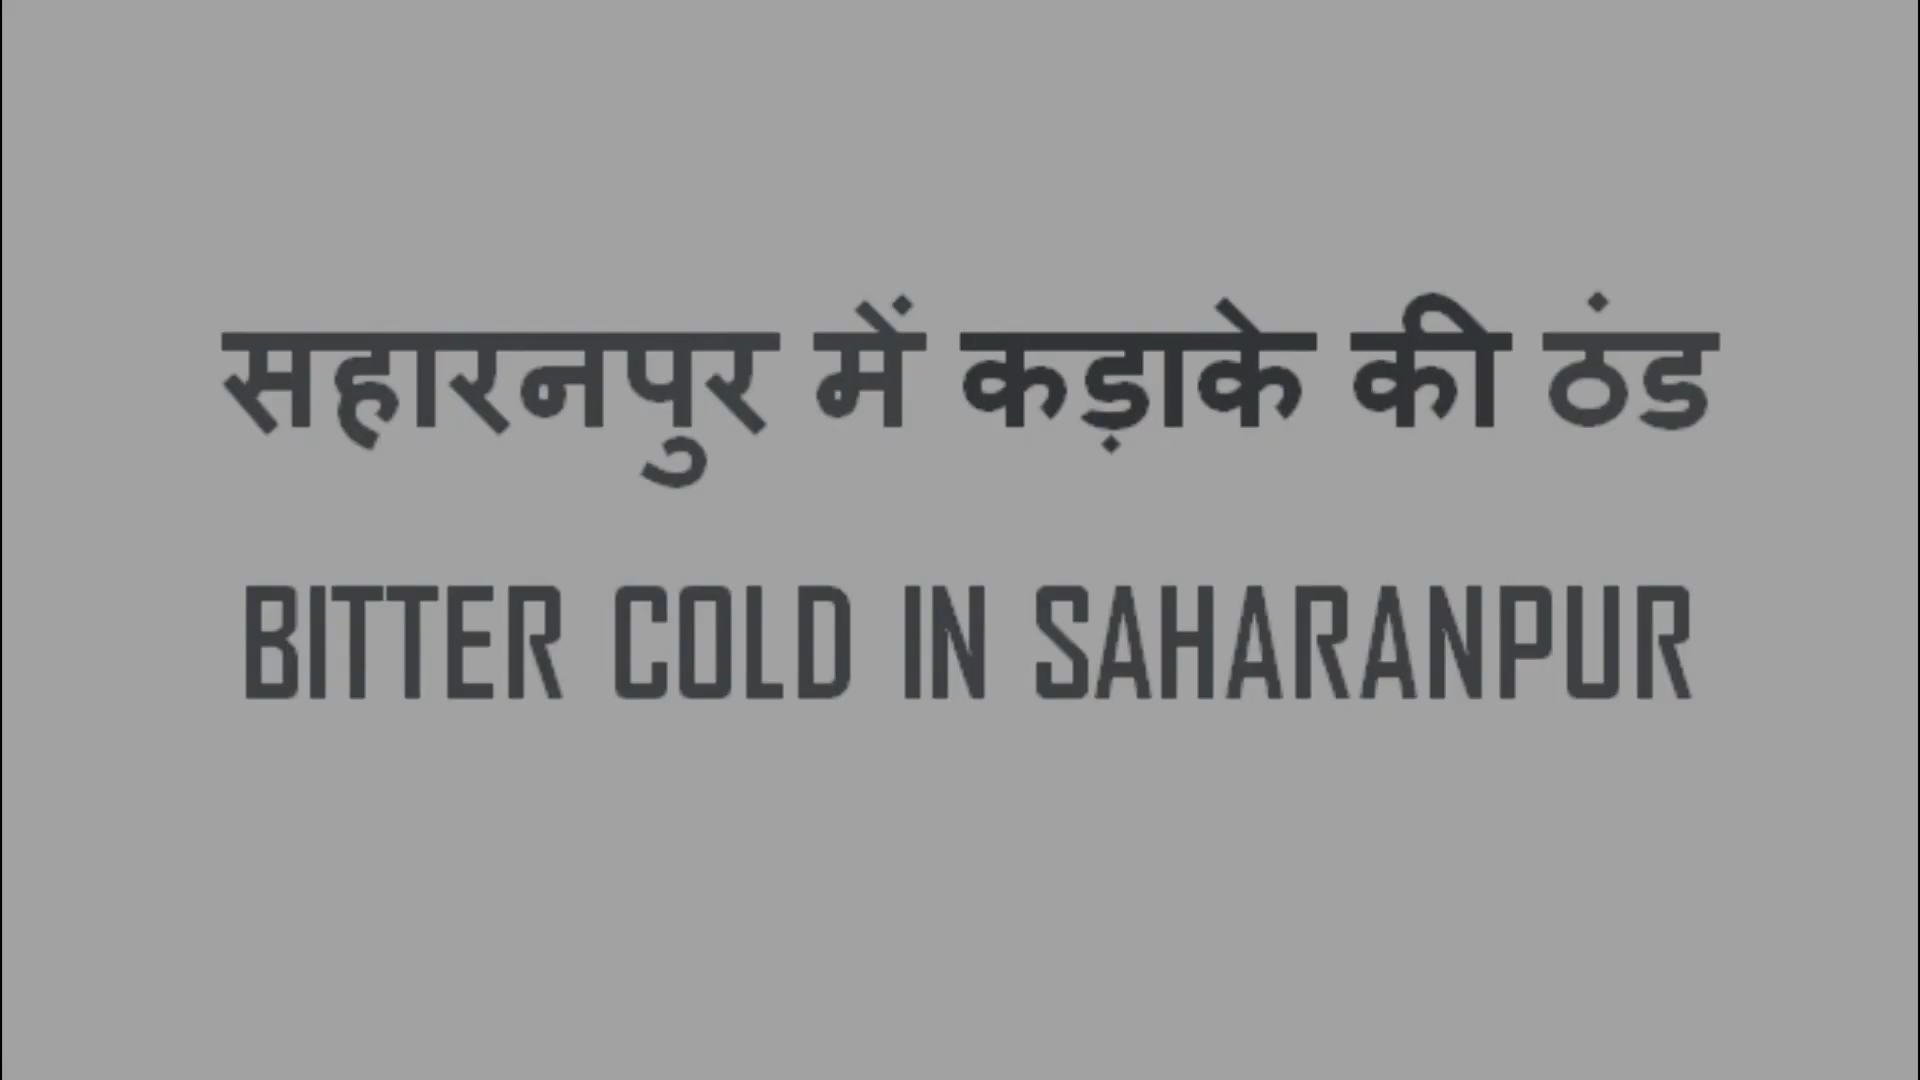 सहारनपुर में कड़ाके की ठंड
BITTER COLD IN SAHARANPUR